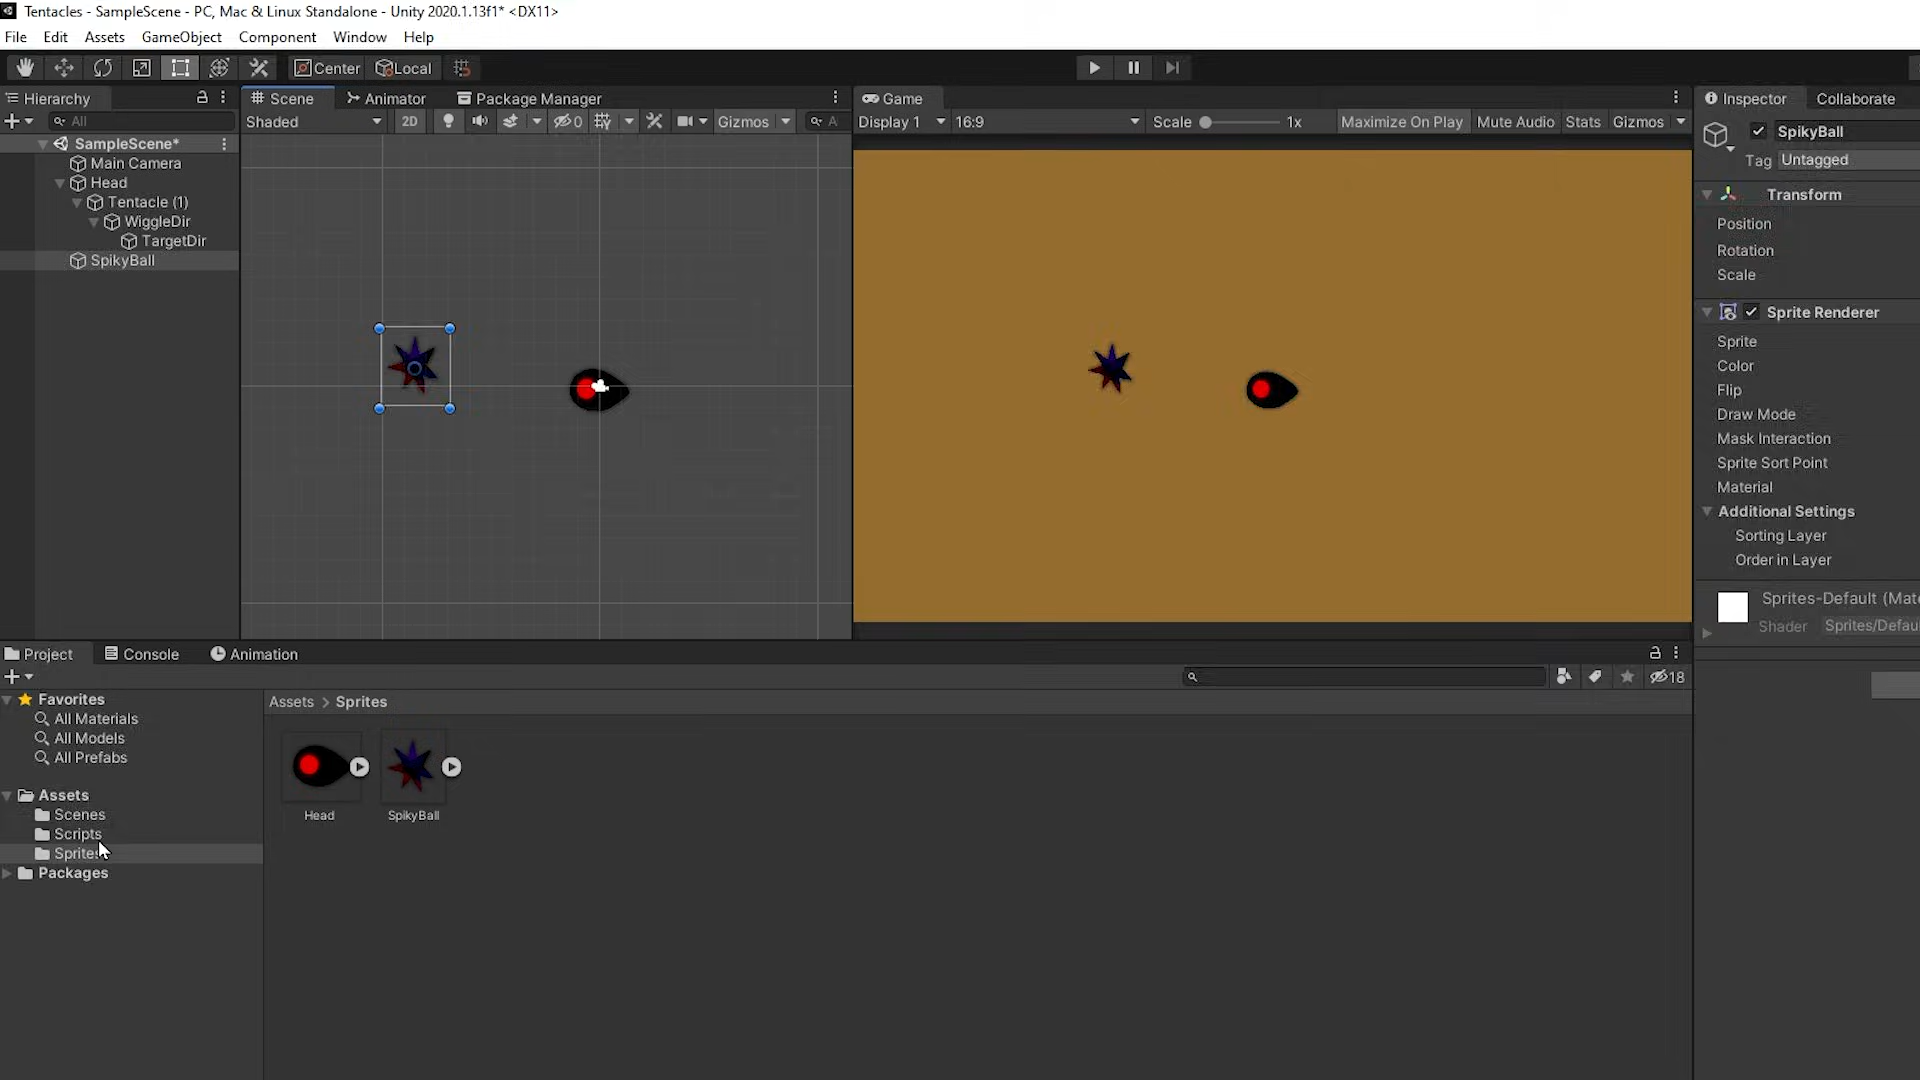 Tentacles - SampleScene - PC, Mac & Linux Standalone - Unity 2020.1.13f1* <DX11>
File Edit Assets GameObject Component Window Help
Center Local
Hierarchy
All
SampleScene*
Main Camera
Head
Tentacle (1)
WiggleDir
TargetDir
SpikyBall
Scene Animator Package Manager
Shaded 2D 0 Gizmos A
Game
Display 1 16:9 Scale 1x Maximize On Play Mute Audio Stats Gizmos
Inspector Collaborate
SpikyBall
Tag Untagged
Transform
Position
Rotation
Scale
Sprite Renderer
Sprite
Color
Flip
Draw Mode
Mask Interaction
Sprite Sort Point
Material
Additional Settings
Sorting Layer
Order in Layer
Sprites-Default (Mate
Shader Sprites/Defau
Project Console Animation
18
Favorites
All Materials
All Models
All Prefabs
Assets
Scenes
Scripts
Sprites
Packages
Assets > Sprites
Head SpikyBall